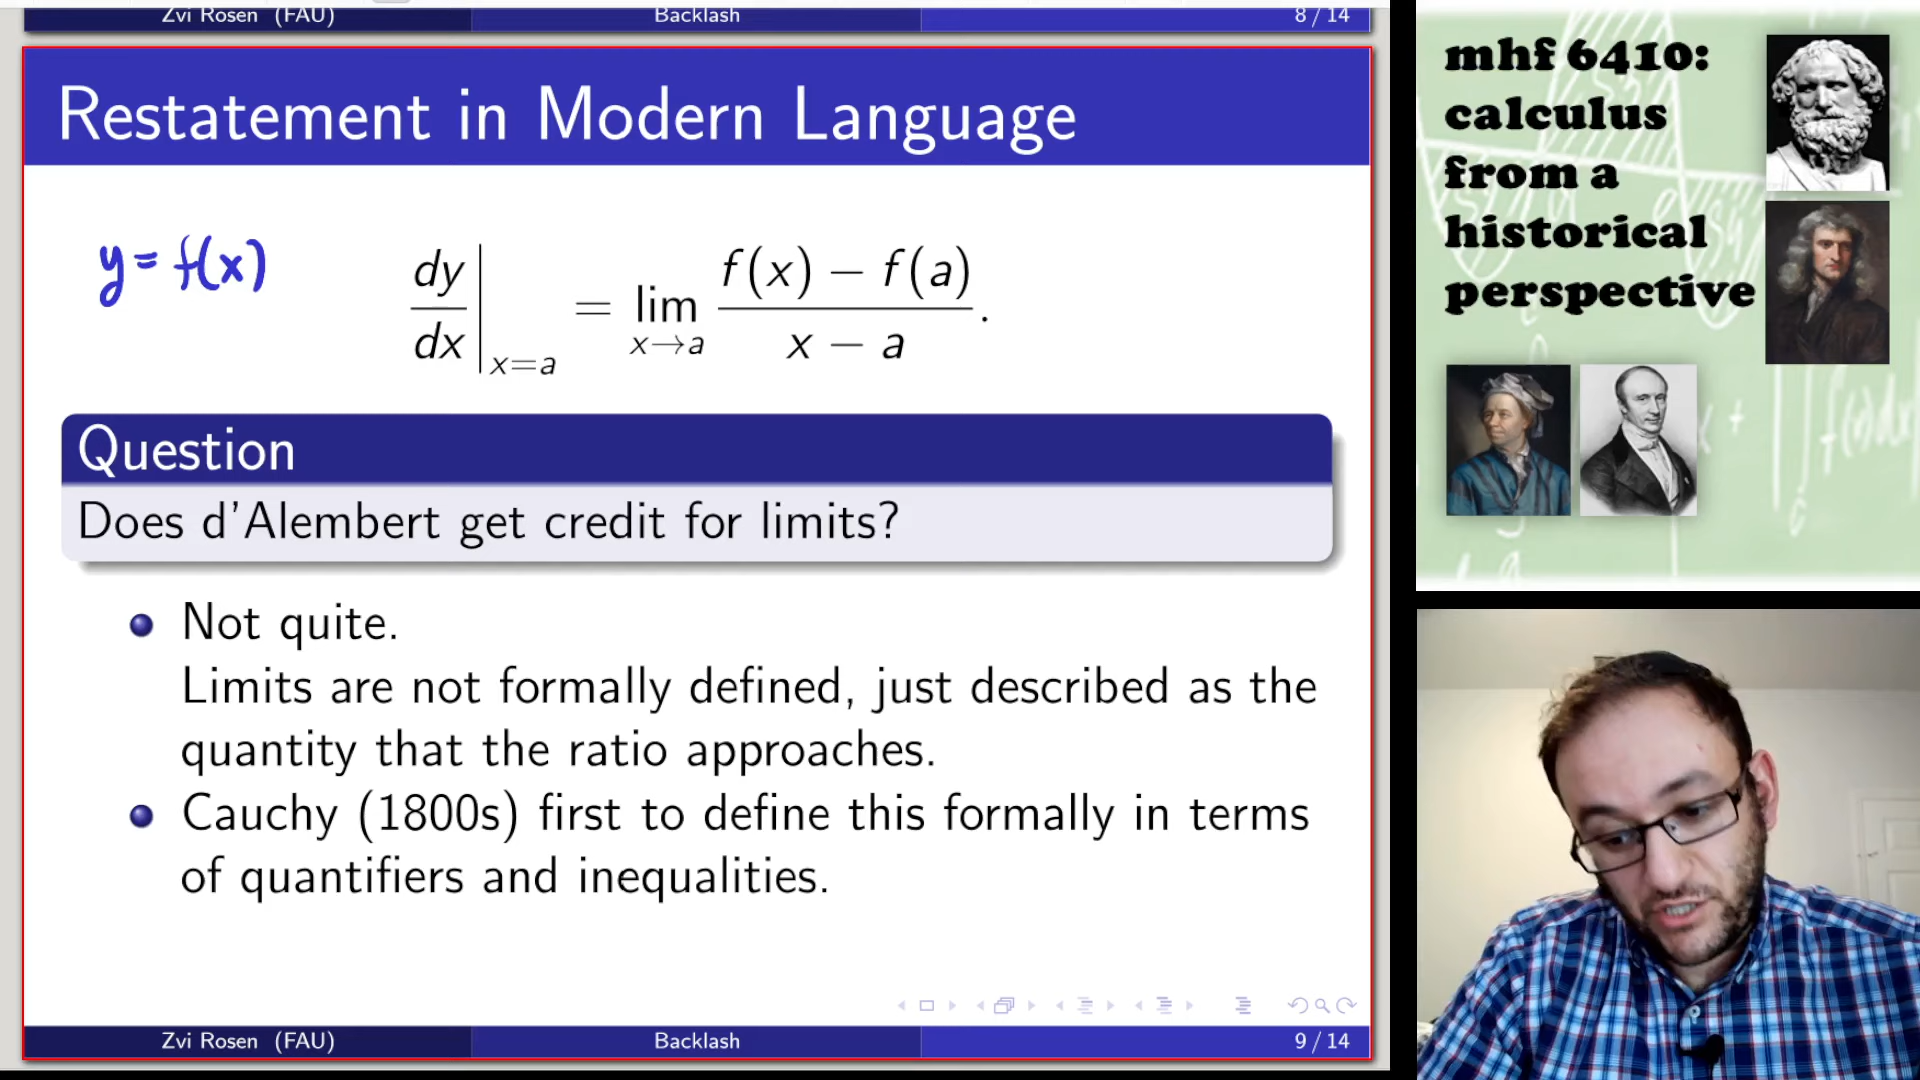 Zvi Rosen (FAU) Backlash 8 / 14
Restatement in Modern Language
y = f(x)
dy/dx |x=a = lim x→a f(x) − f(a) / x − a .
Question
Does d'Alembert get credit for limits?
Not quite.
Limits are not formally defined, just described as the
quantity that the ratio approaches.
Cauchy (1800s) first to define this formally in terms
of quantifiers and inequalities.
Zvi Rosen (FAU) Backlash 9 / 14
mhf 6410:
calculus
from a
historical
perspective